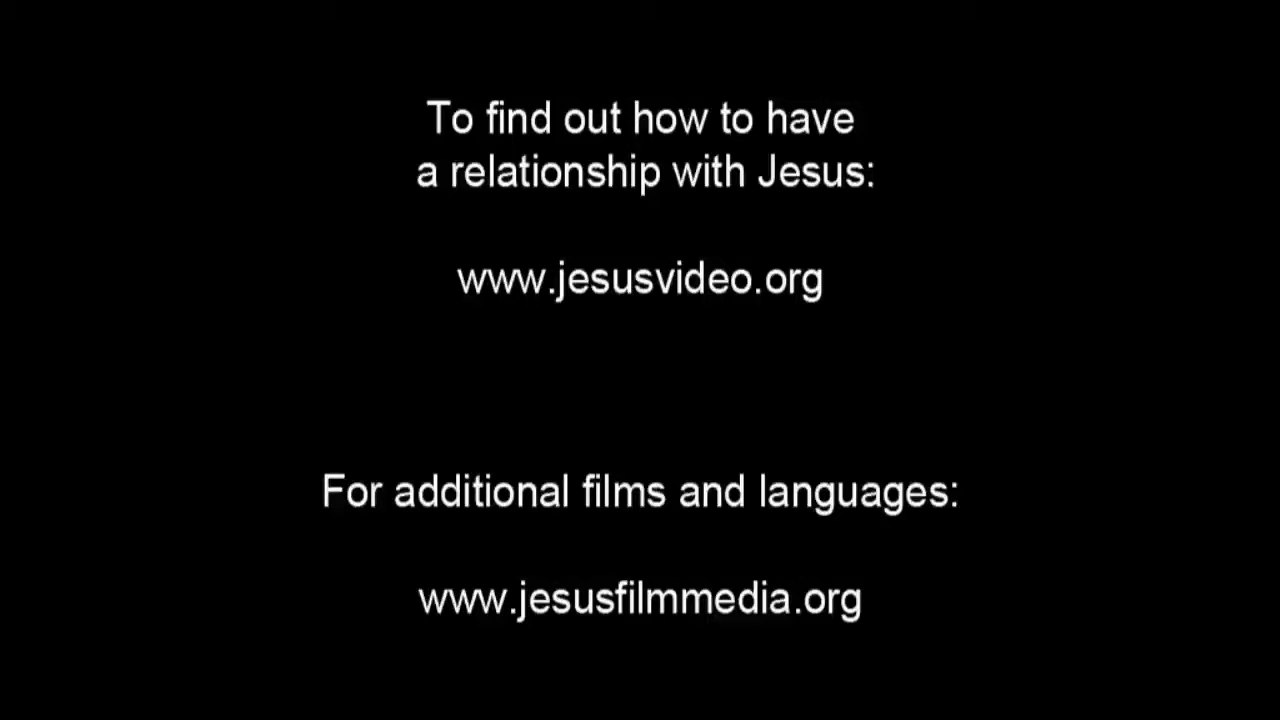 To find out how to have
a relationship with Jesus:
www.jesusvideo.org
For additional films and languages:
www.jesusfilmmedia.org